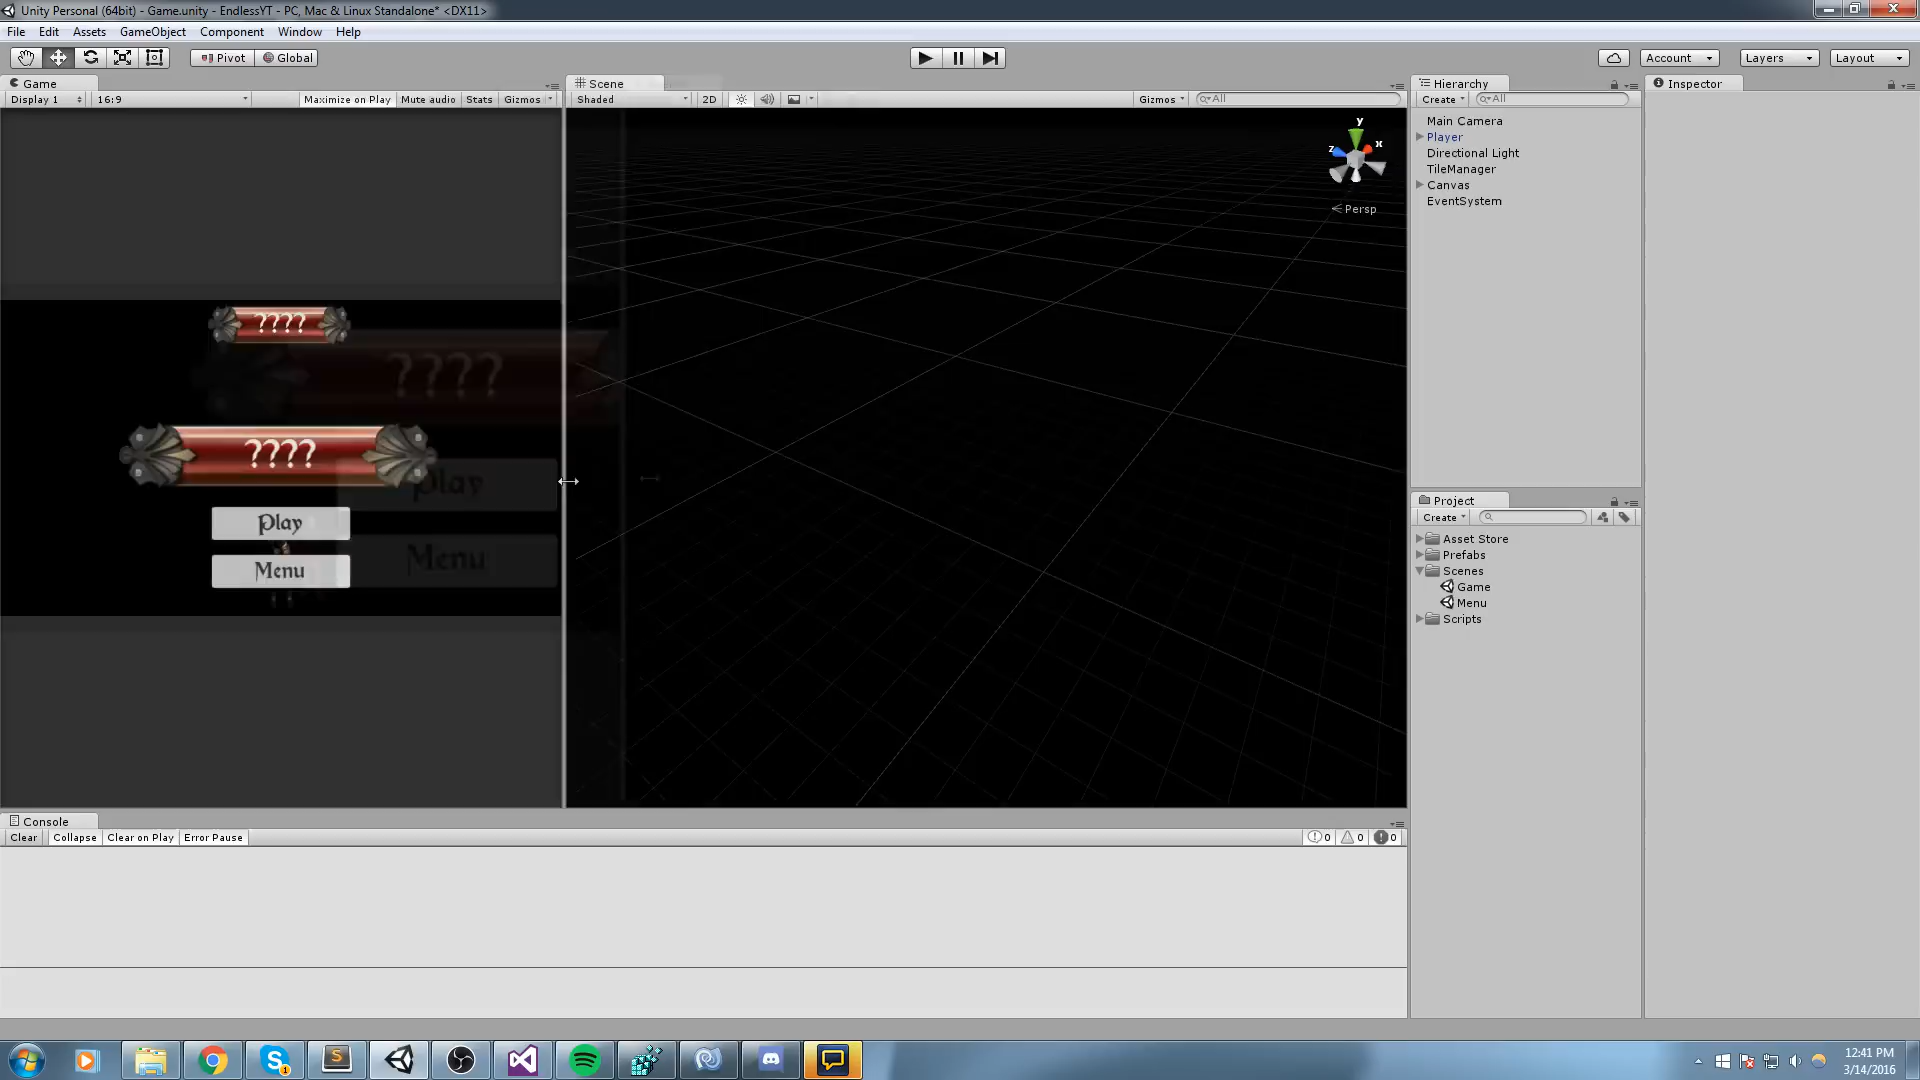 Unity Personal (64bit) - Game.unity - EndlessYT - PC, Mac & Linux Standalone* <DX11>
File Edit Assets GameObject Component Window Help
Pivot Global Account Layers Layout
Game Scene Hierarchy Inspector
Display 1 16:9 Maximize on Play Mute audio Stats Gizmos Shaded 2D Gizmos All Create All
y
x
z
Persp
Main Camera
Player
Directional Light
TileManager
Canvas
EventSystem
????
????
????
Play
Menu
Play
Menu
Project
Create
Asset Store
Prefabs
Scenes
Game
Menu
Scripts
Console
Clear Collapse Clear on Play Error Pause 0 0 0
S
S
1
12:41 PM
3/14/2016